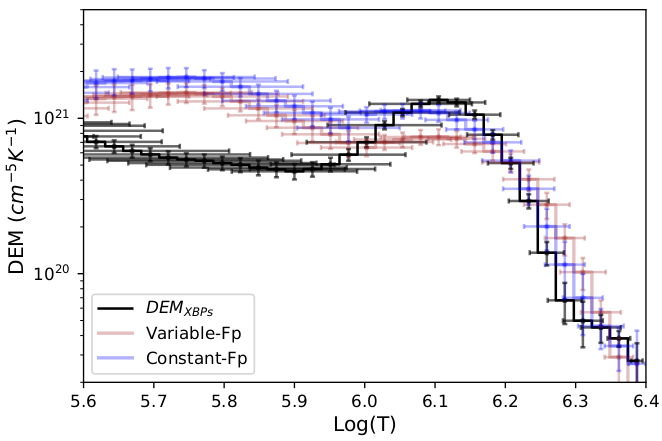 DEM (cm⁻⁵K⁻¹)
10²¹
10²⁰
DEM_XBPs
Variable-Fp
Constant-Fp
5.6 5.7 5.8 5.9 6.0 6.1 6.2 6.3 6.4
Log(T)